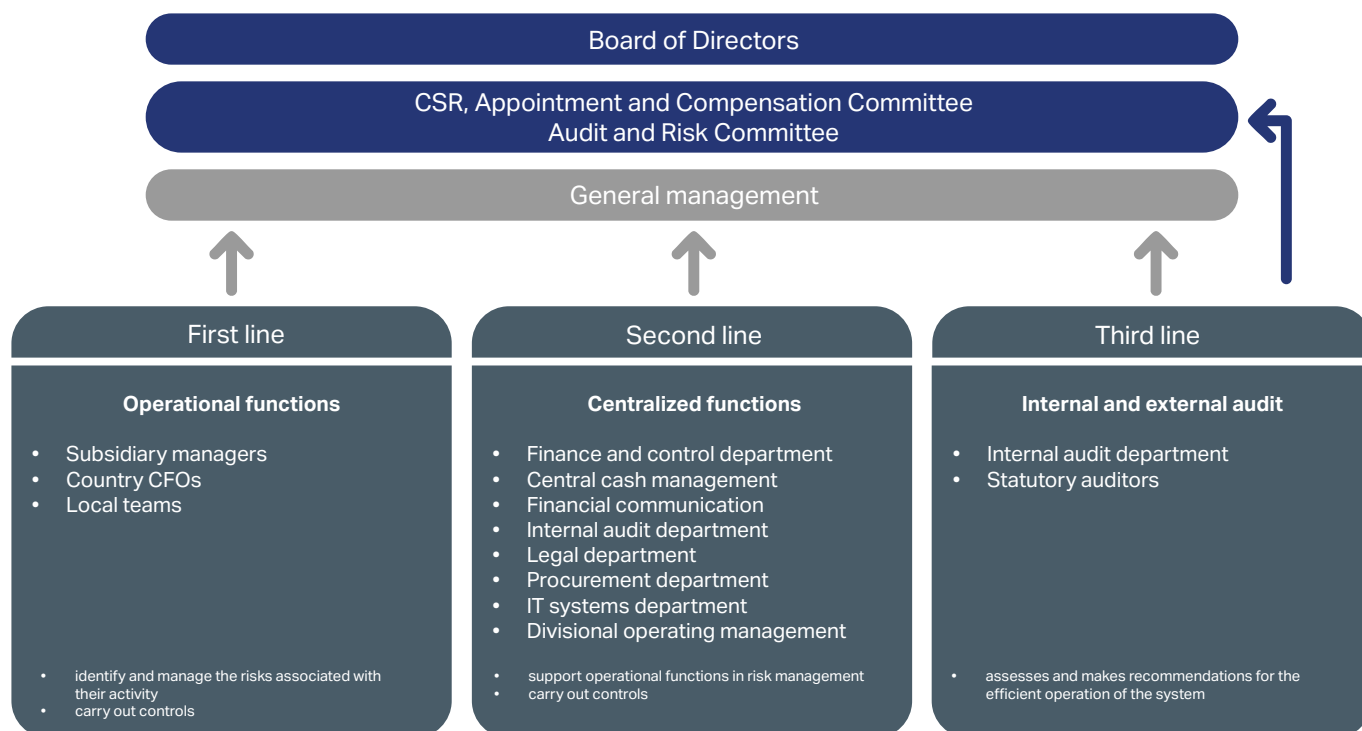 Board of Directors
CSR, Appointment and Compensation Committee
Audit and Risk Committee
General management
First line
Operational functions
• Subsidiary managers
• Country CFOs
• Local teams
• identify and manage the risks associated with
their activity
• carry out controls
Second line
Centralized functions
• Finance and control department
• Central cash management
• Financial communication
• Internal audit department
• Legal department
• Procurement department
• IT systems department
• Divisional operating management
• support operational functions in risk management
• carry out controls
Third line
Internal and external audit
• Internal audit department
• Statutory auditors
• assesses and makes recommendations for the
efficient operation of the system